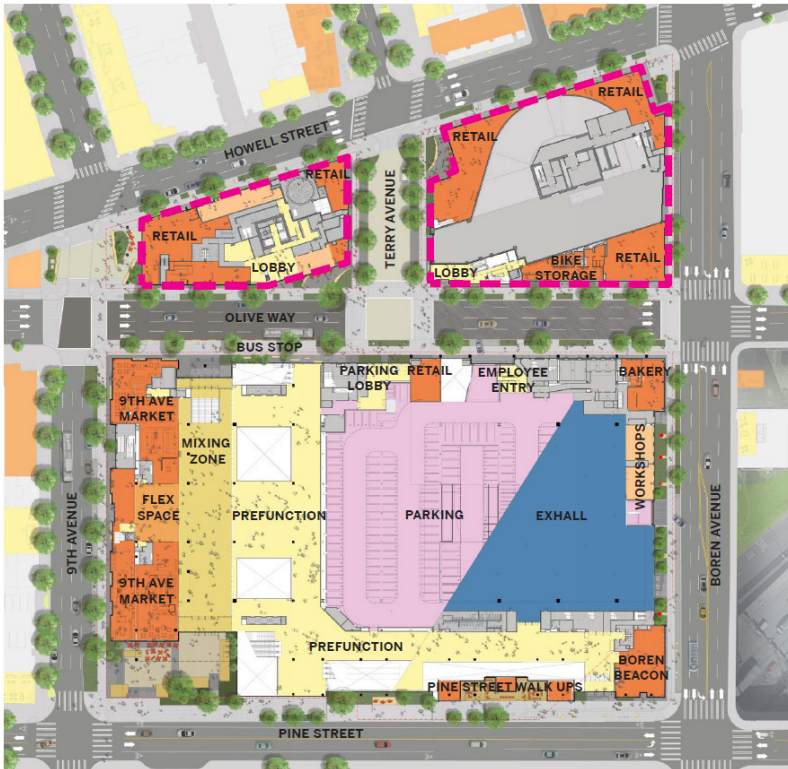 RETAIL
RETAIL
HOWELL STREET
RETAIL
TERRY AVENUE
RETAIL
LOBBY
LOBBY
BIKE
STORAGE
RETAIL
OLIVE WAY
BUS STOP
PARKING
LOBBY
RETAIL
EMPLOYEE
ENTRY
BAKERY
9TH AVE
MARKET
MIXING
ZONE
WORKSHOPS
FLEX
SPACE
PREFUNCTION
PARKING
EXHALL
9TH AVENUE
BOREN AVENUE
9TH AVE
MARKET
PREFUNCTION
BOREN
BEACON
PINE STREET WALK UPS
PINE STREET